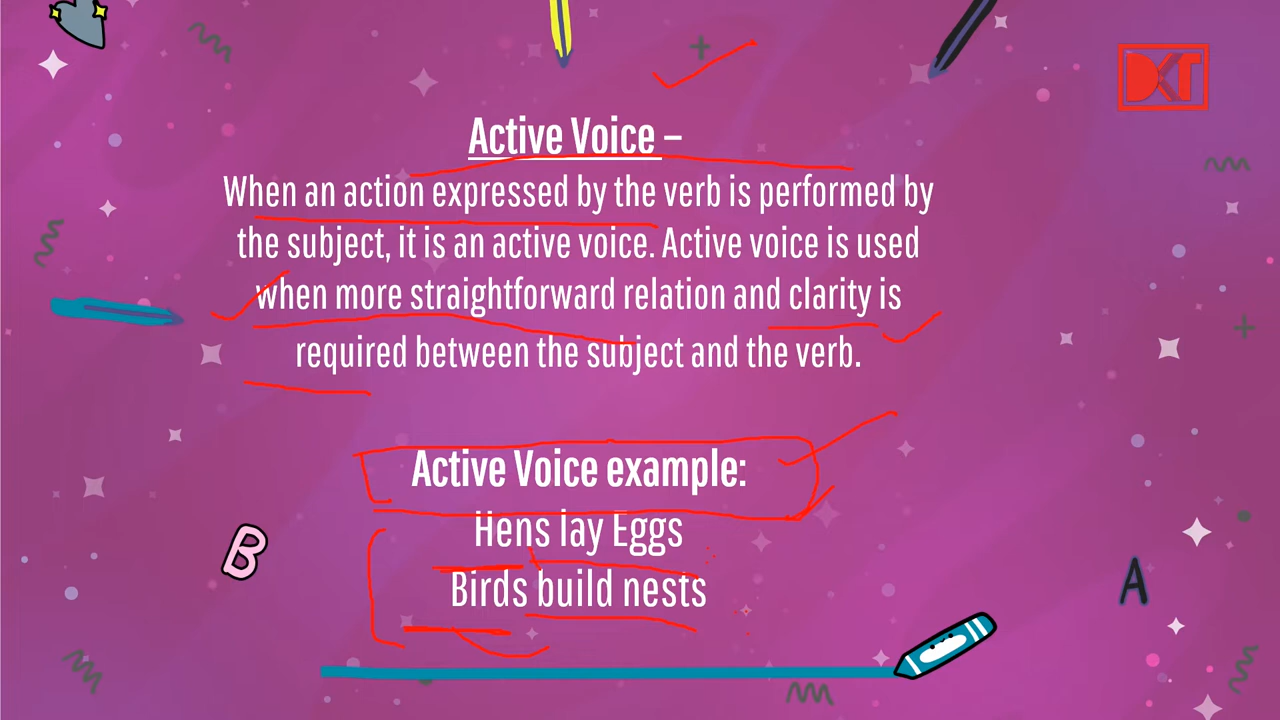 DKT
Active Voice –
When an action expressed by the verb is performed by
the subject, it is an active voice. Active voice is used
when more straightforward relation and clarity is
required between the subject and the verb.
Active Voice example:
Hens lay Eggs
Birds build nests
B
A